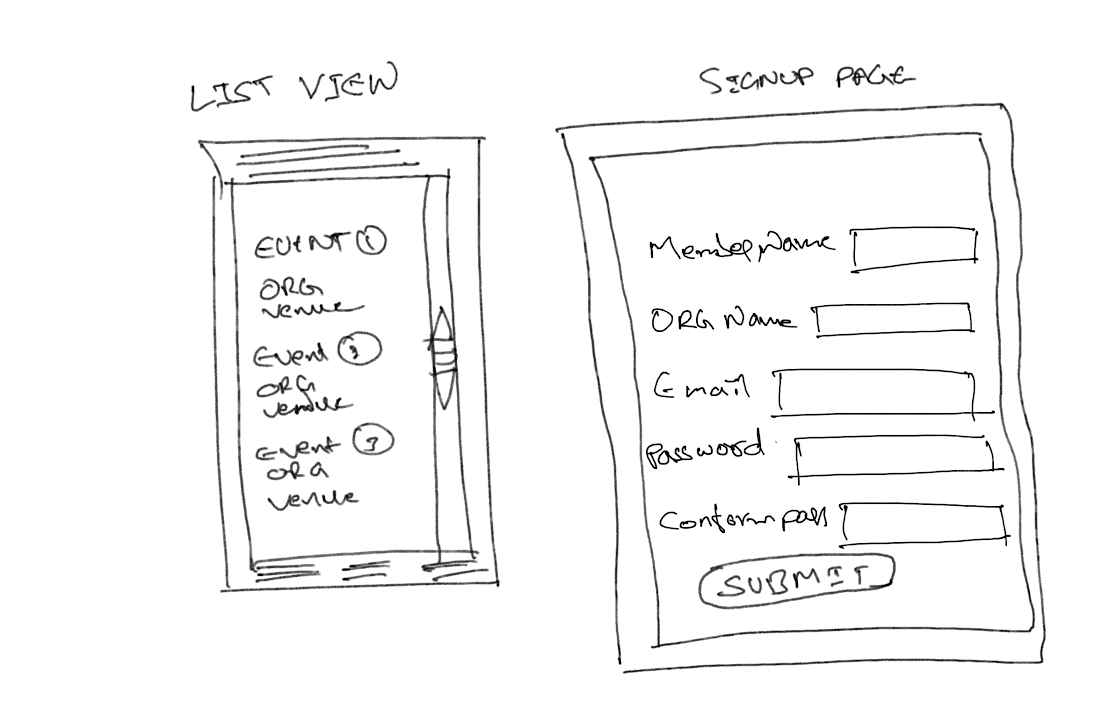 LIST VIEW
EVENT 1
ORG
venue
Event 2
ORG
venue
Event 3
ORG
venue
SIGNUP PAGE
Member Name
ORG Name
Email
Password
Conform pass
SUBMIT